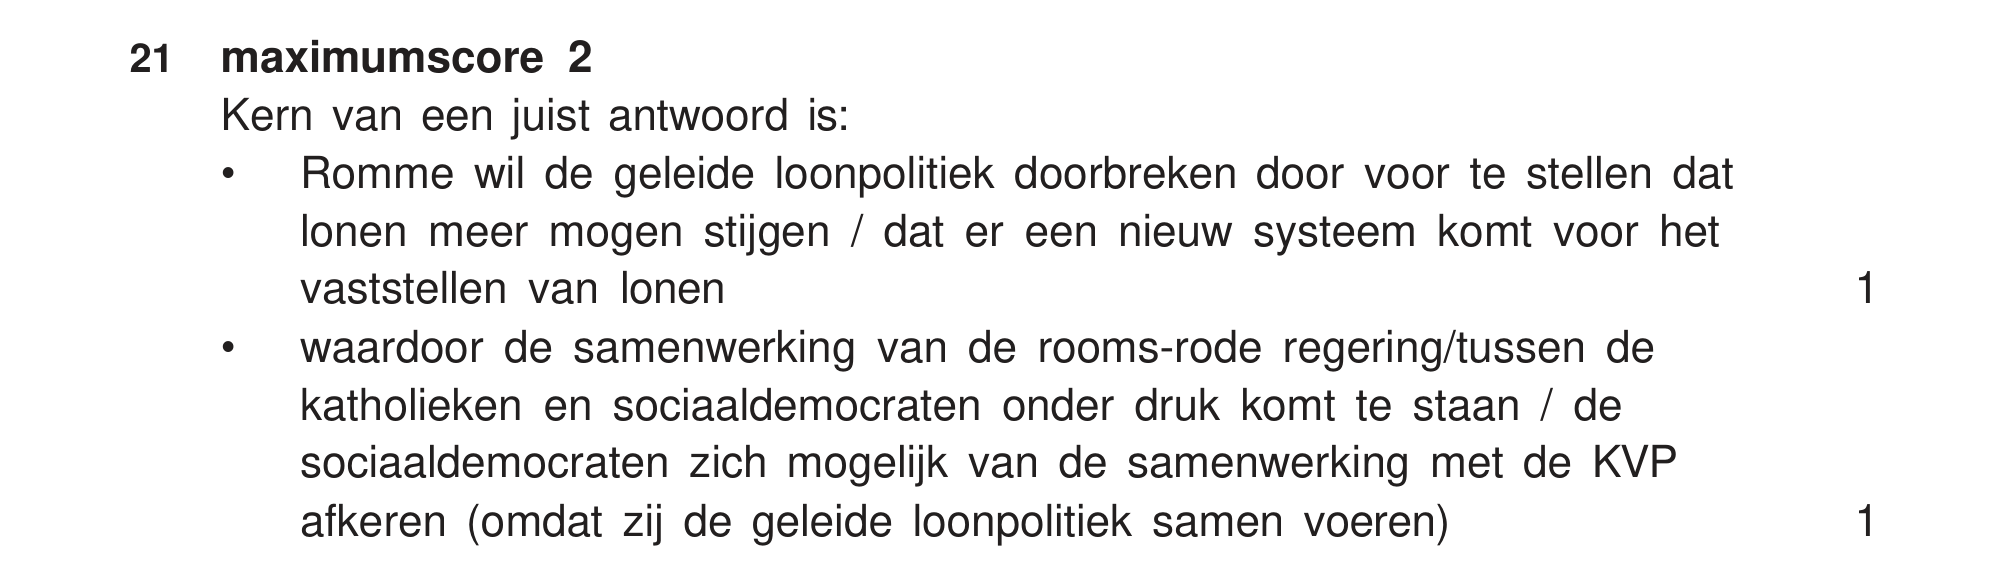 21 maximumscore 2
Kern van een juist antwoord is:
• Romme wil de geleide loonpolitiek doorbreken door voor te stellen dat
lonen meer mogen stijgen / dat er een nieuw systeem komt voor het
vaststellen van lonen 1
• waardoor de samenwerking van de rooms-rode regering/tussen de
katholieken en sociaaldemocraten onder druk komt te staan / de
sociaaldemocraten zich mogelijk van de samenwerking met de KVP
afkeren (omdat zij de geleide loonpolitiek samen voeren) 1